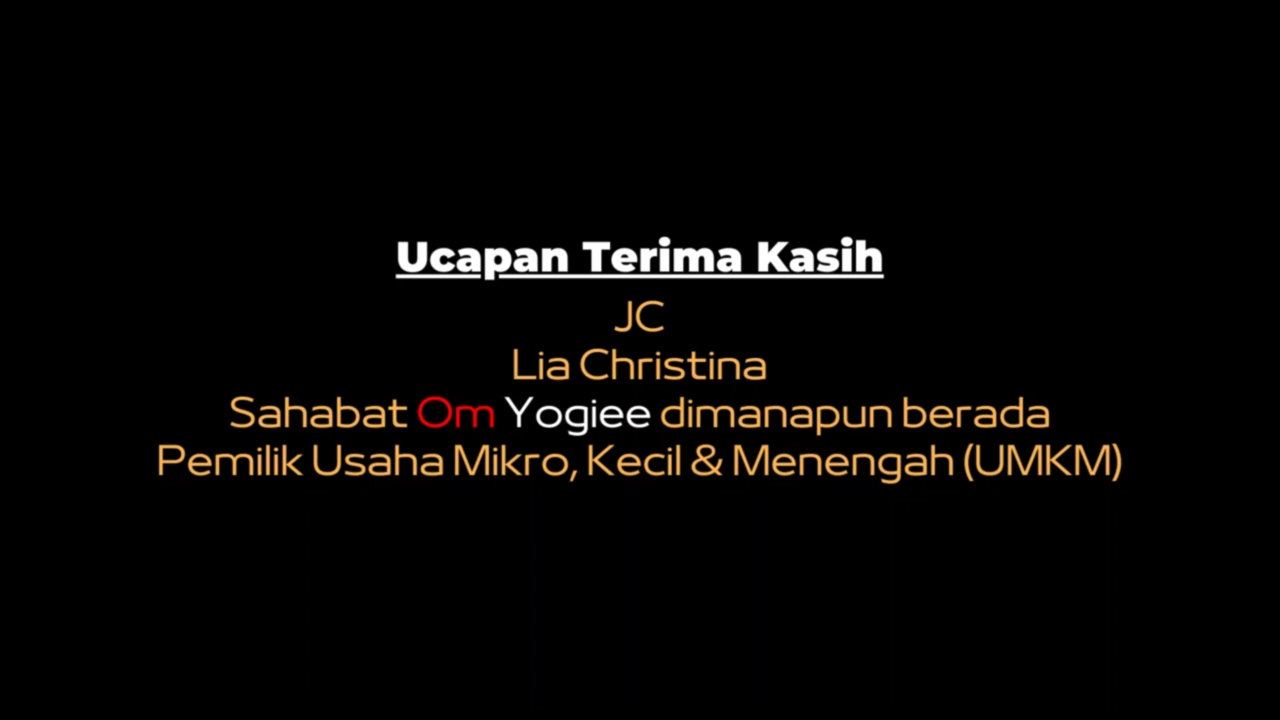 Ucapan Terima Kasih
JC
Lia Christina
Sahabat Om Yogiee dimanapun berada
Pemilik Usaha Mikro, Kecil & Menengah (UMKM)